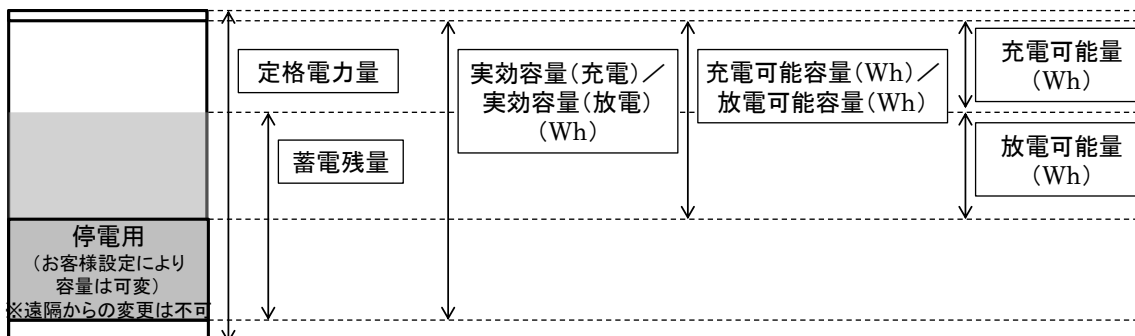 定格電力量
蓄電残量
実効容量(充電)／
実効容量(放電)
(Wh)
充電可能容量(Wh)／
放電可能容量(Wh)
充電可能量
(Wh)
放電可能量
(Wh)
停電用
(お客様設定により
容量は可変)
※遠隔からの変更は不可